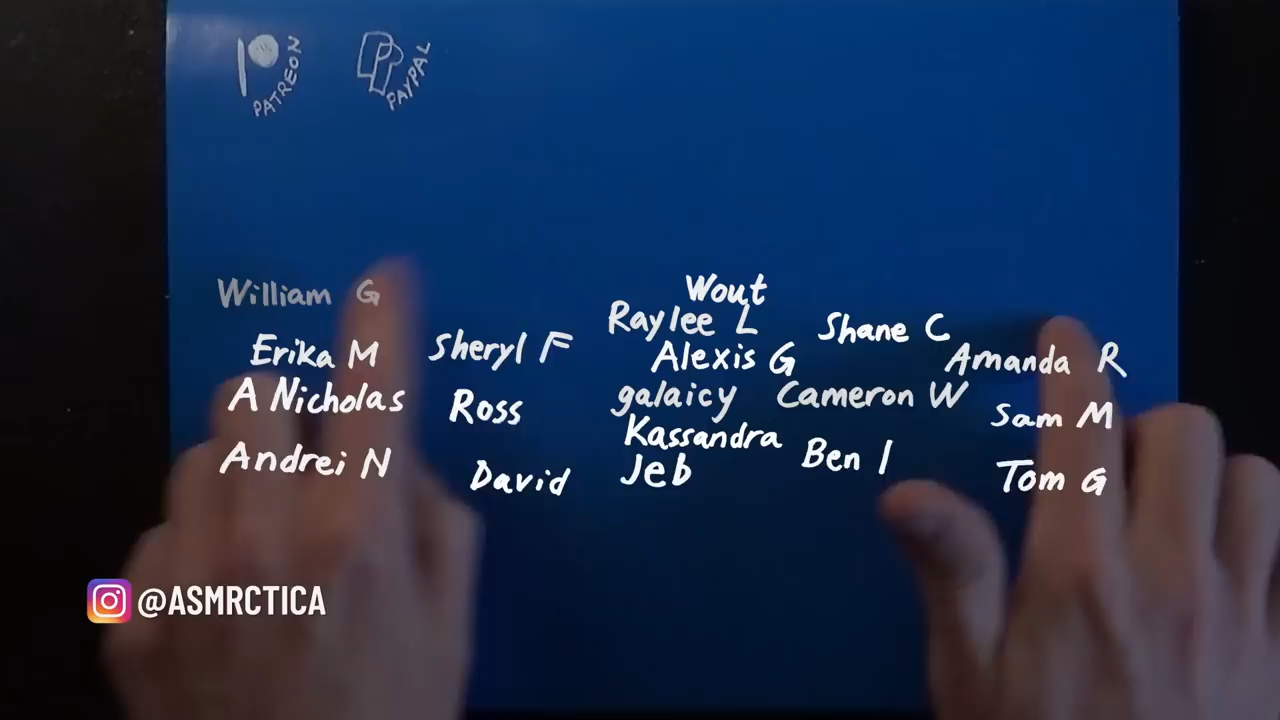 PATREON
PAYPAL
William G
Erika M
A Nicholas
Andrei N
Sheryl F
Ross
David
Wout
Raylee L
Alexis G
galaicy
Kassandra
Jeb
Shane C
Cameron W
Ben I
Amanda R
Sam M
Tom G
@ASMRCTICA